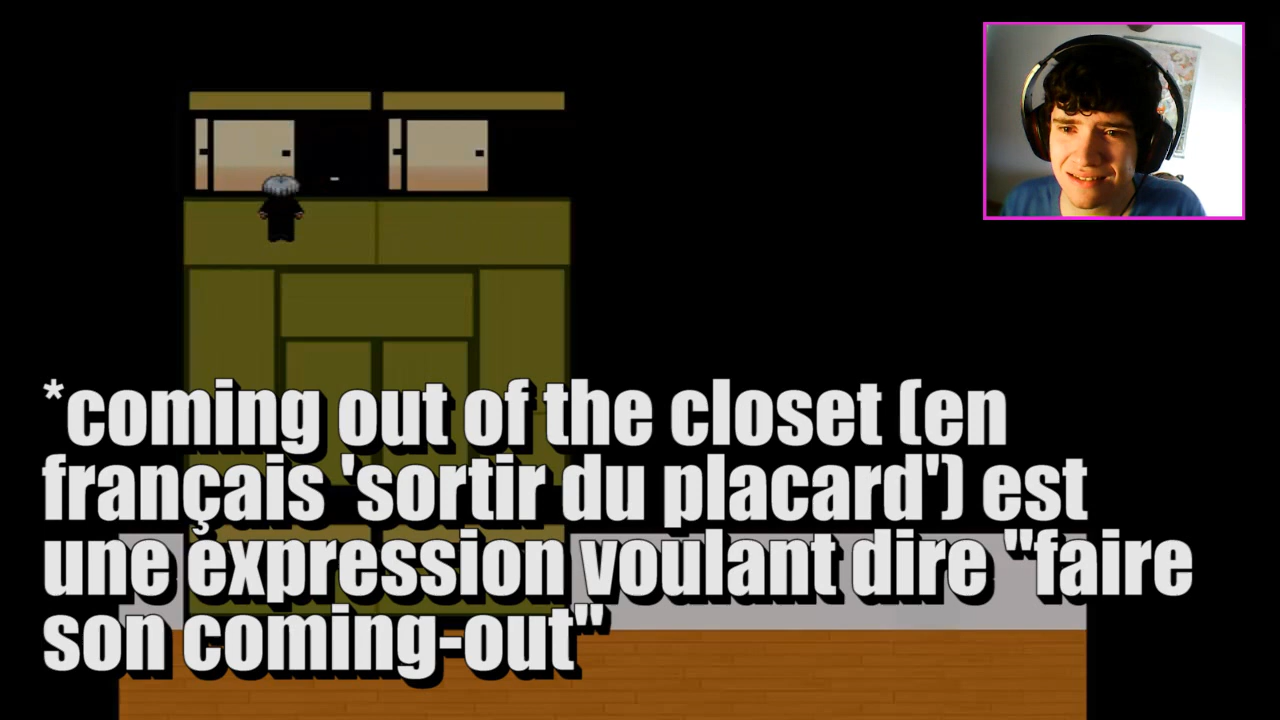 *coming out of the closet (en
français 'sortir du placard') est
une expression voulant dire "faire
son coming-out"